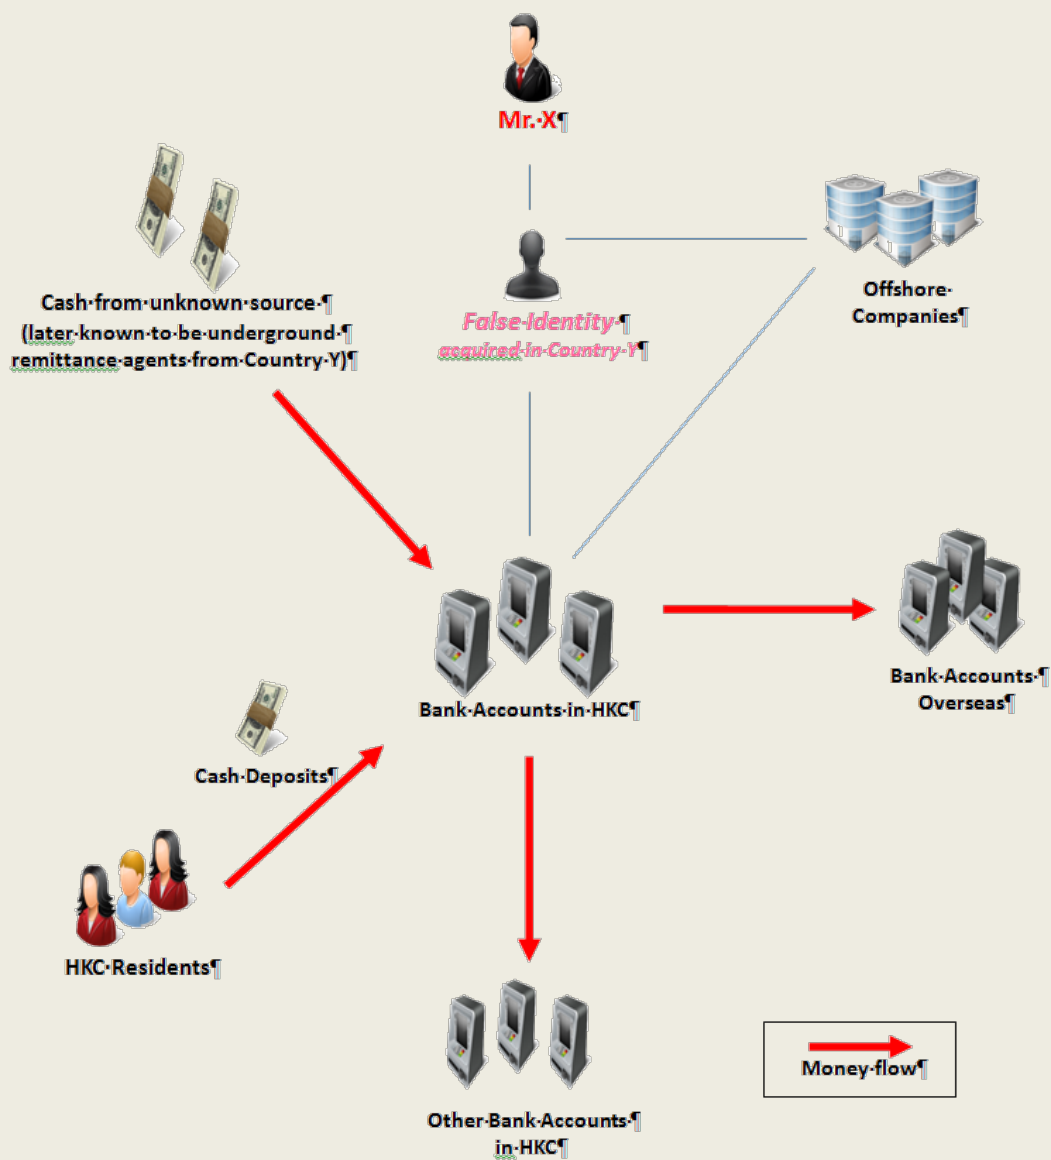 Mr.·X¶
Cash·from·unknown·source·¶
(later·known·to·be·underground·¶
remittance·agents·from·Country·Y)¶
False·Identity·¶
acquired·in·Country·Y¶
Offshore·
Companies¶
Bank·Accounts·in·HKC¶
Bank·Accounts·¶
Overseas¶
Cash·Deposits¶
HKC·Residents¶
Other·Bank·Accounts·¶
in·HKC¶
Money·flow¶